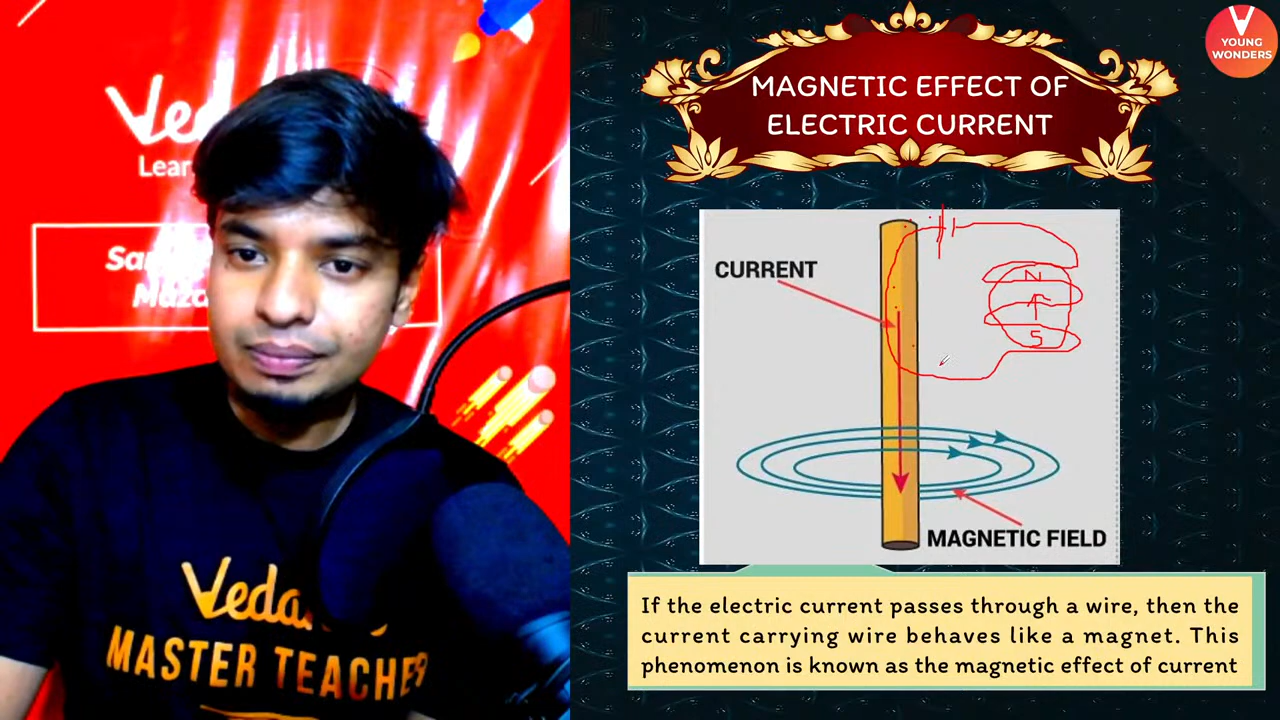 Learn
MASTER TEACHER
MAGNETIC EFFECT OF
ELECTRIC CURRENT
V
YOUNG
WONDERS
CURRENT
N
S
MAGNETIC FIELD
If the electric current passes through a wire, then the
current carrying wire behaves like a magnet. This
phenomenon is known as the magnetic effect of current